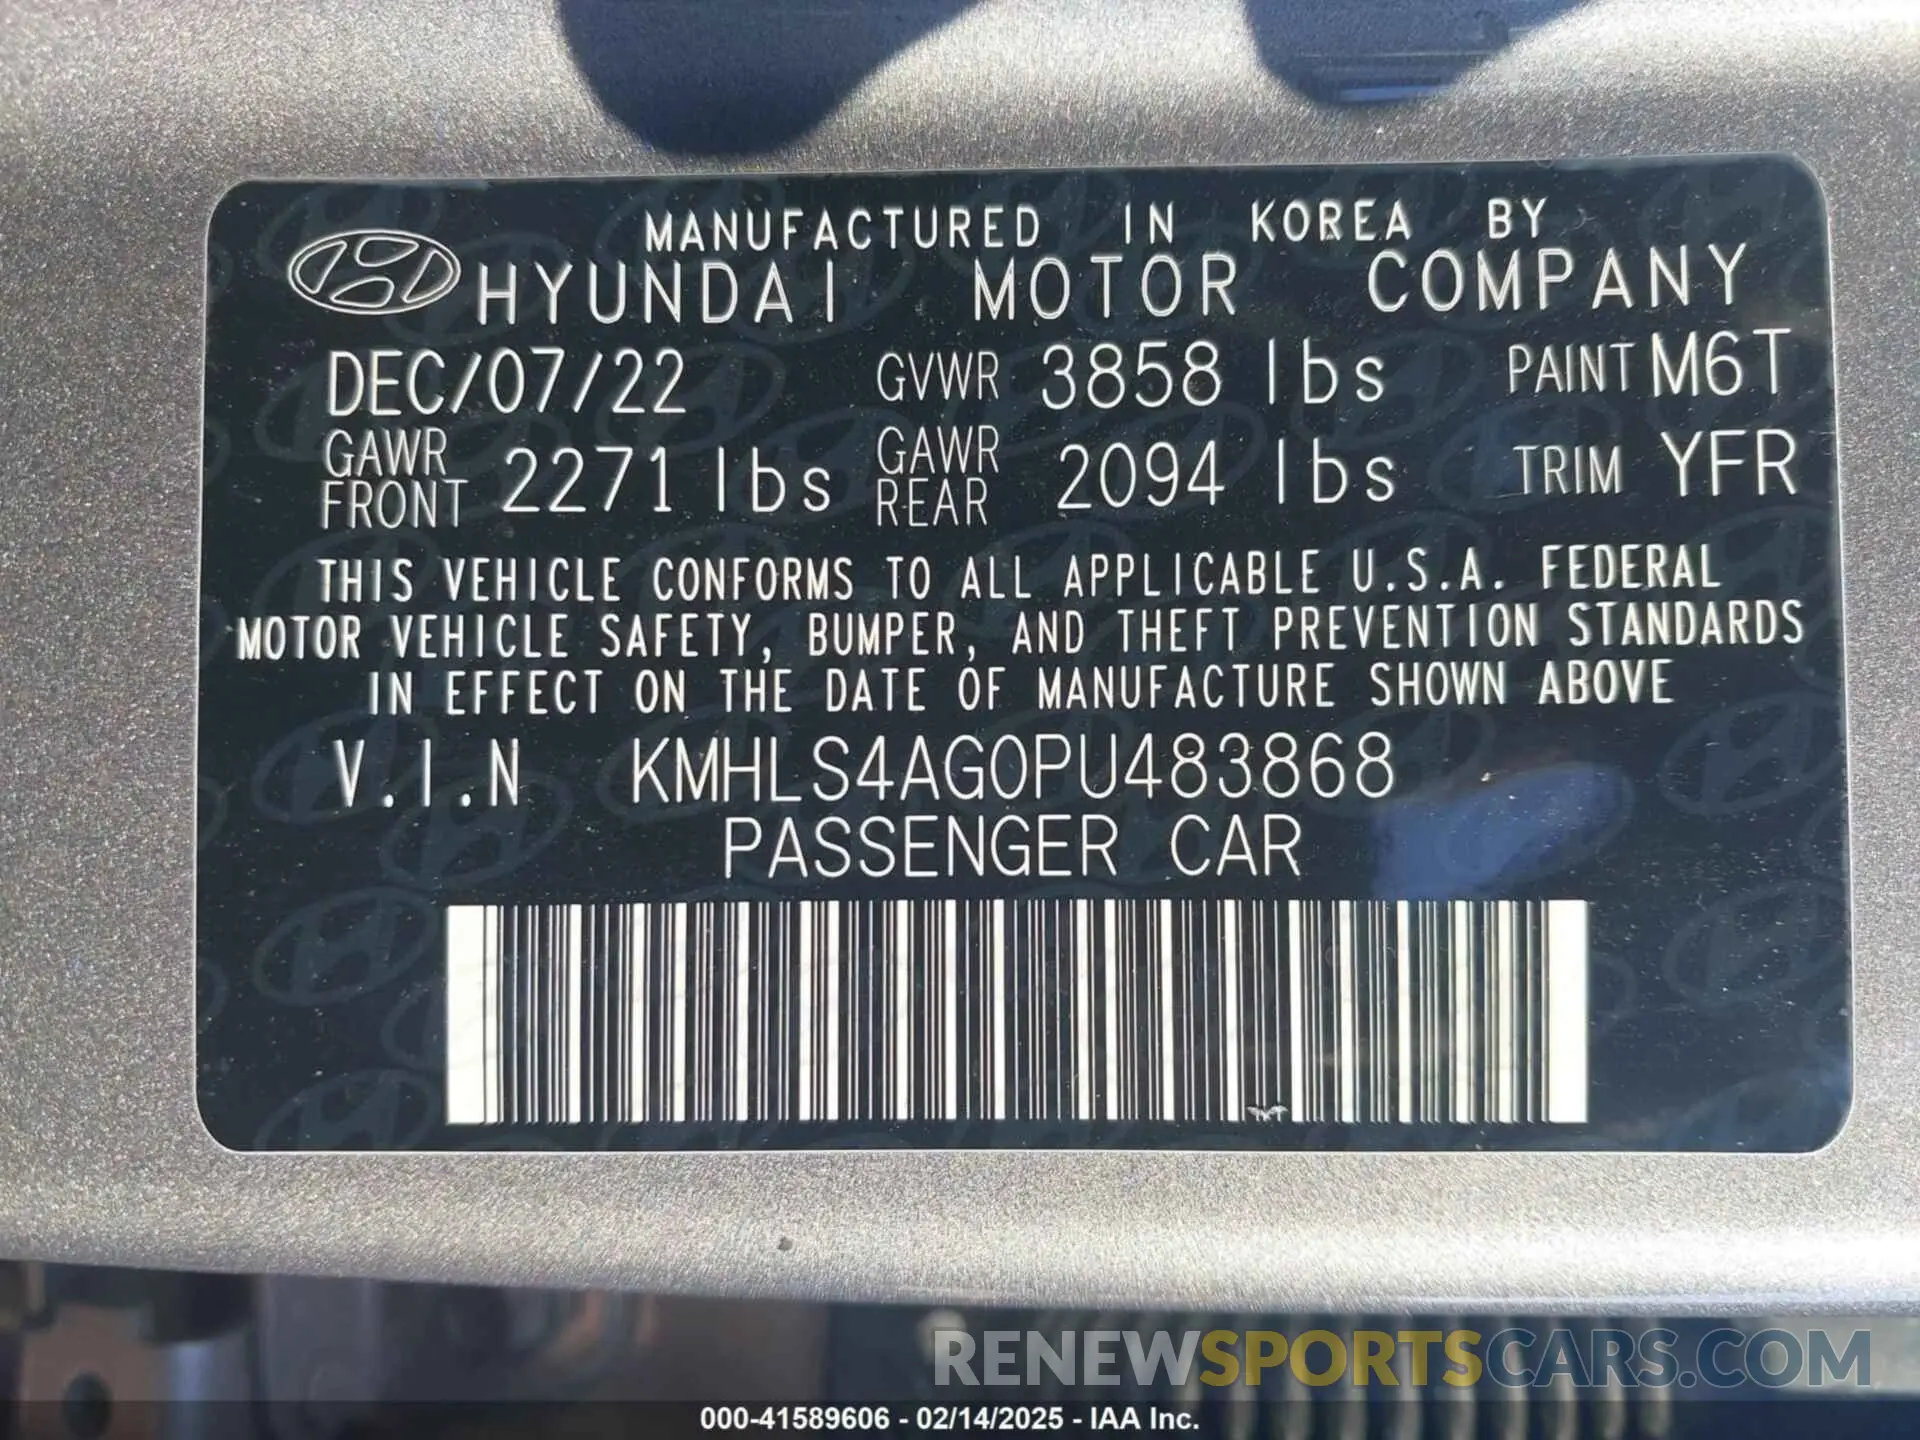 MANUFACTURED IN KOREA BY
HYUNDAI MOTOR COMPANY
DEC/07/22 GVWR 3858 lbs PAINT M6T
GAWR FRONT 2271 lbs GAWR REAR 2094 lbs TRIM YFR
THIS VEHICLE CONFORMS TO ALL APPLICABLE U.S.A. FEDERAL
MOTOR VEHICLE SAFETY, BUMPER, AND THEFT PREVENTION STANDARDS
IN EFFECT ON THE DATE OF MANUFACTURE SHOWN ABOVE
V.I.N KMHLS4AG0PU483868
PASSENGER CAR
RENEWSPORTSCARS.COM
000-41589606 - 02/14/2025 - IAA Inc.